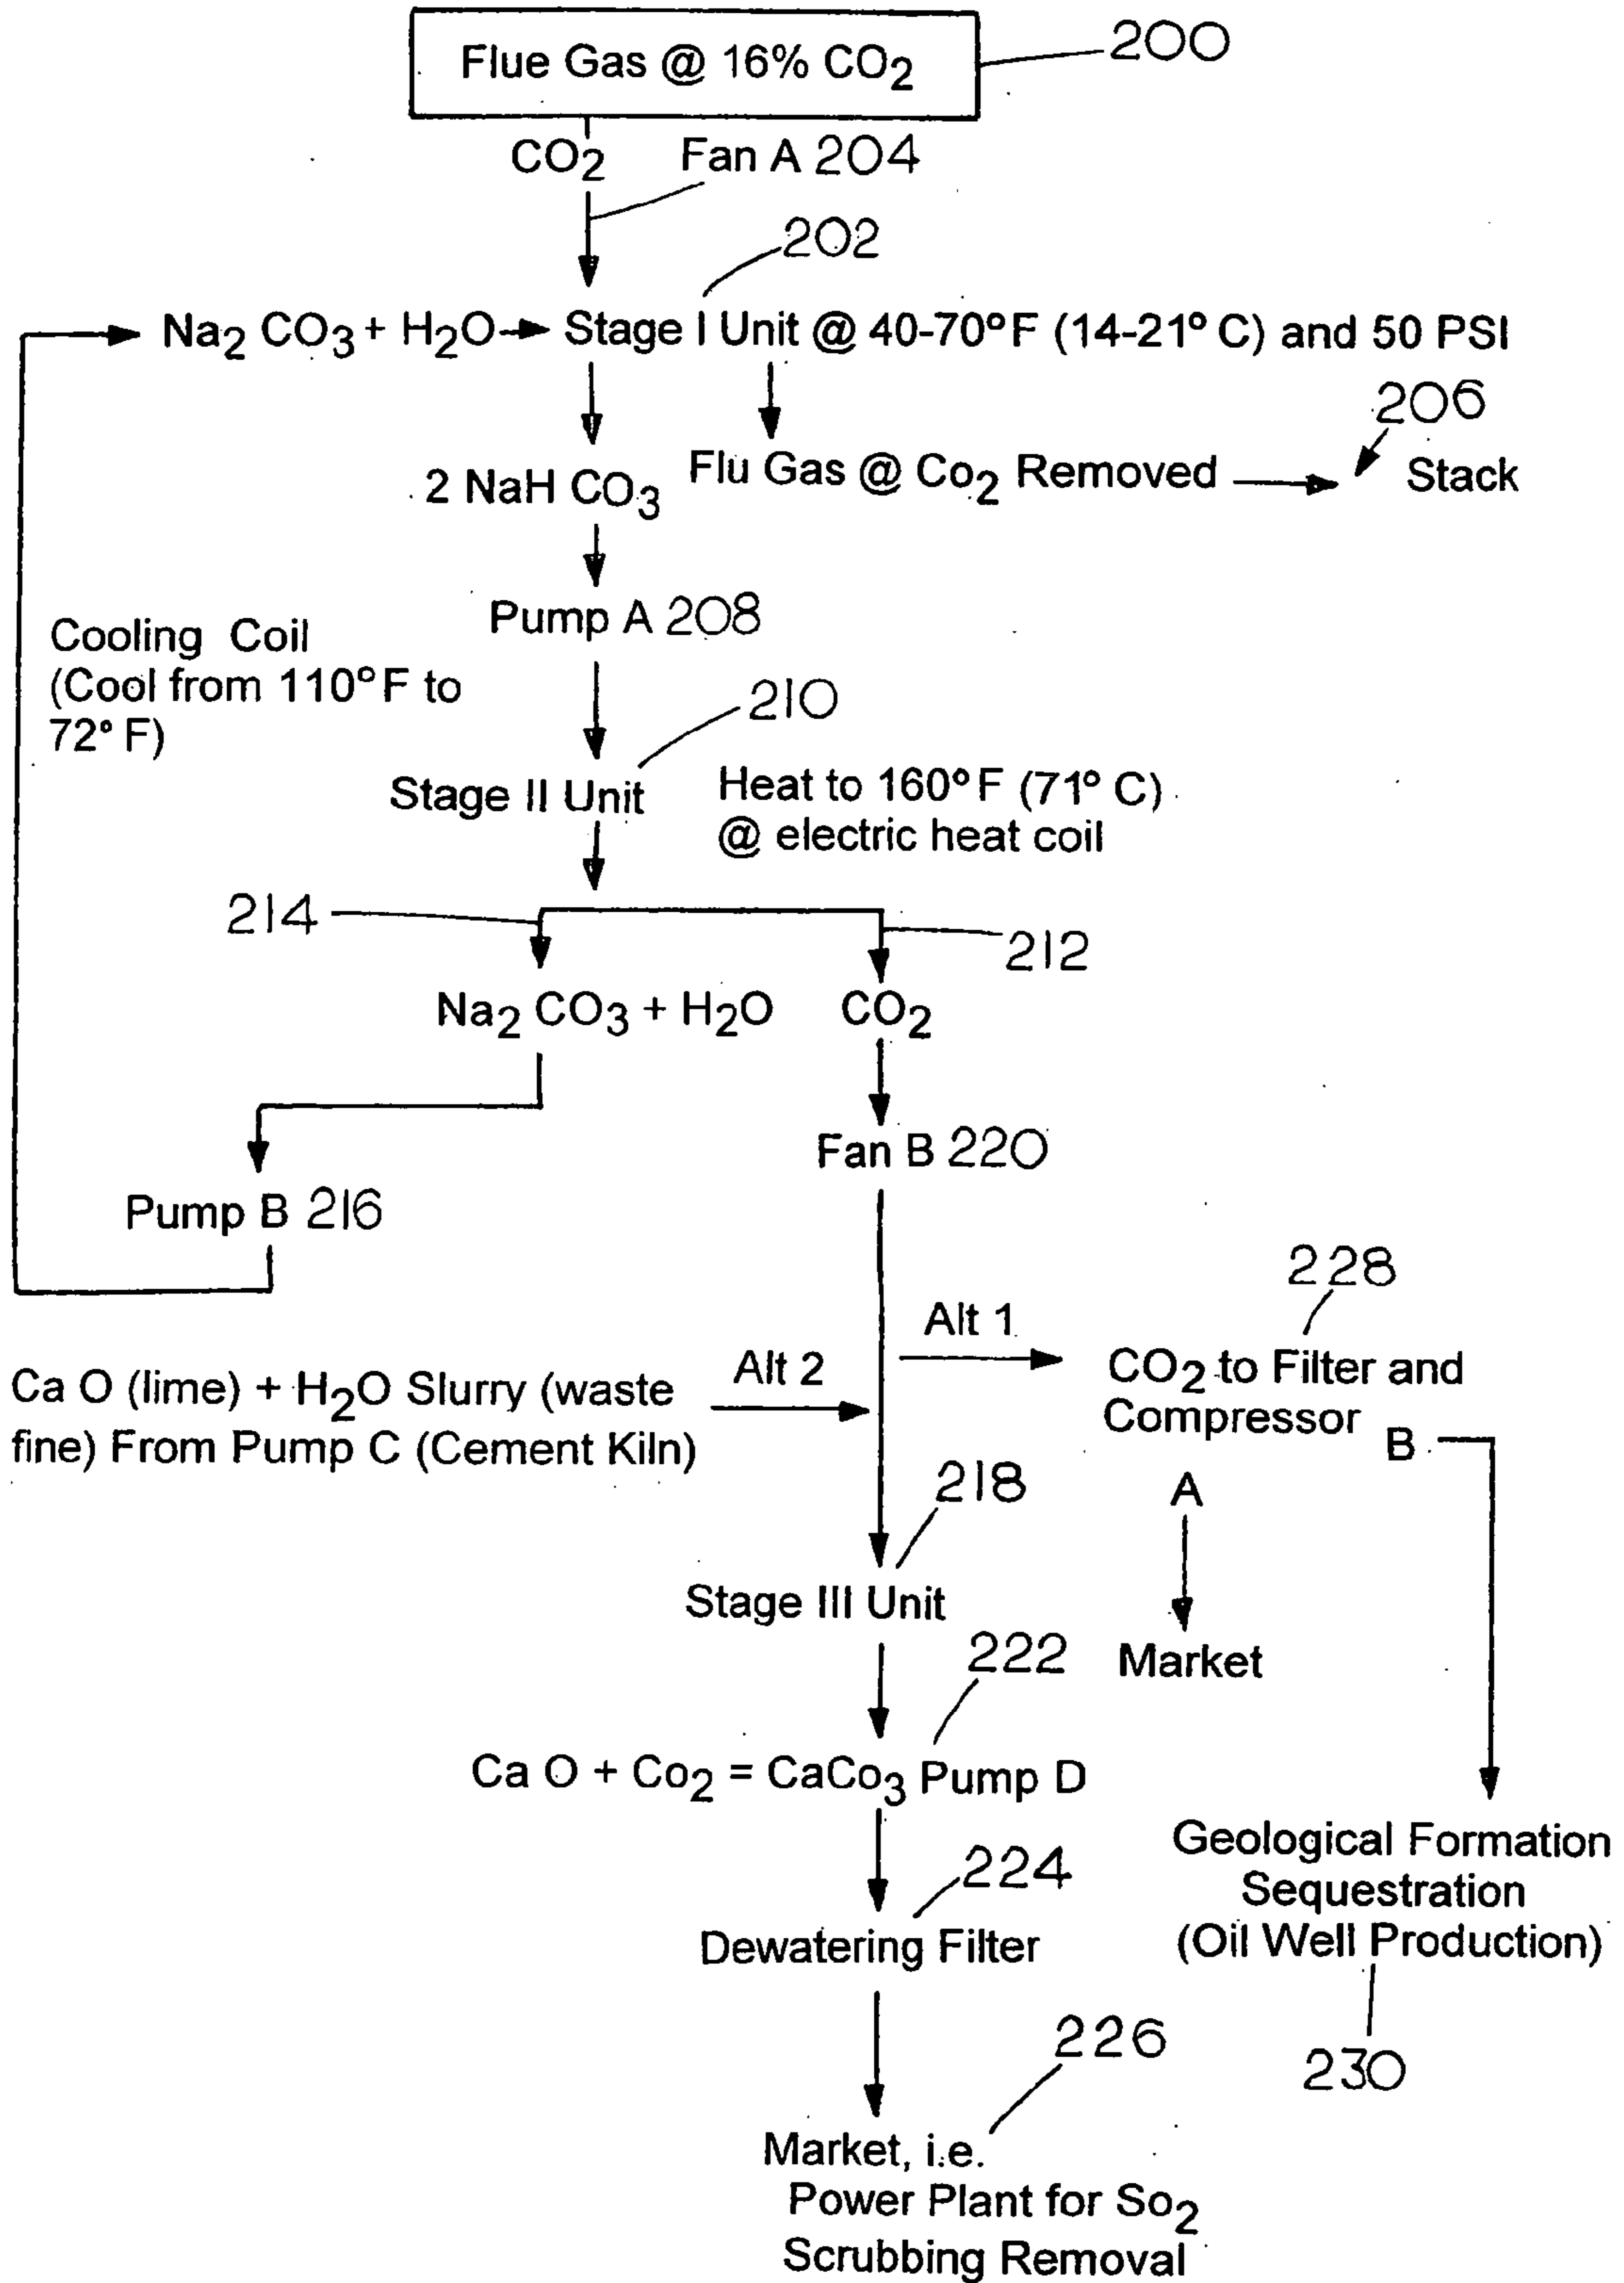 Flue Gas @ 16% CO2
200
CO2
Fan A 204
202
Na2 CO3 + H2O
Stage I Unit @ 40-70°F (14-21° C) and 50 PSI
206
2 NaH CO3
Flu Gas @ Co2 Removed
Stack
Pump A 208
Cooling Coil
(Cool from 110°F to
72° F)
210
Stage II Unit
Heat to 160°F (71° C)
@ electric heat coil
214
212
Na2 CO3 + H2O
CO2
Fan B 220
Pump B 216
228
Alt 1
CO2 to Filter and
Compressor
Alt 2
Ca O (lime) + H2O Slurry (waste
fine) From Pump C (Cement Kiln)
B
A
218
Stage III Unit
Market
222
Ca O + Co2 = CaCo3 Pump D
Geological Formation
Sequestration
(Oil Well Production)
224
Dewatering Filter
230
226
Market, i.e.
Power Plant for So2
Scrubbing Removal